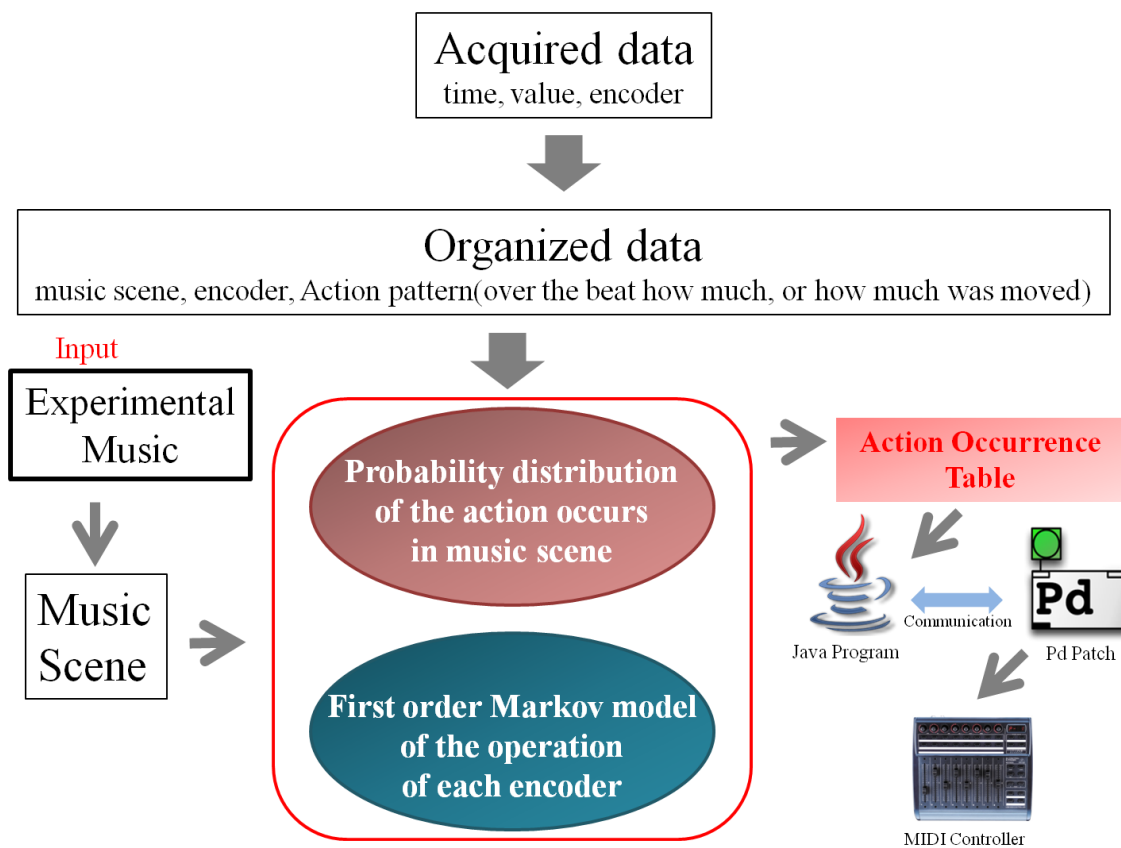 Acquired data
time, value, encoder
Organized data
music scene, encoder, Action pattern(over the beat how much, or how much was moved)
Input
Experimental
Music
Music
Scene
Probability distribution
of the action occurs
in music scene
First order Markov model
of the operation
of each encoder
Action Occurrence
Table
Communication
Pd
Java Program
Pd Patch
MIDI Controller